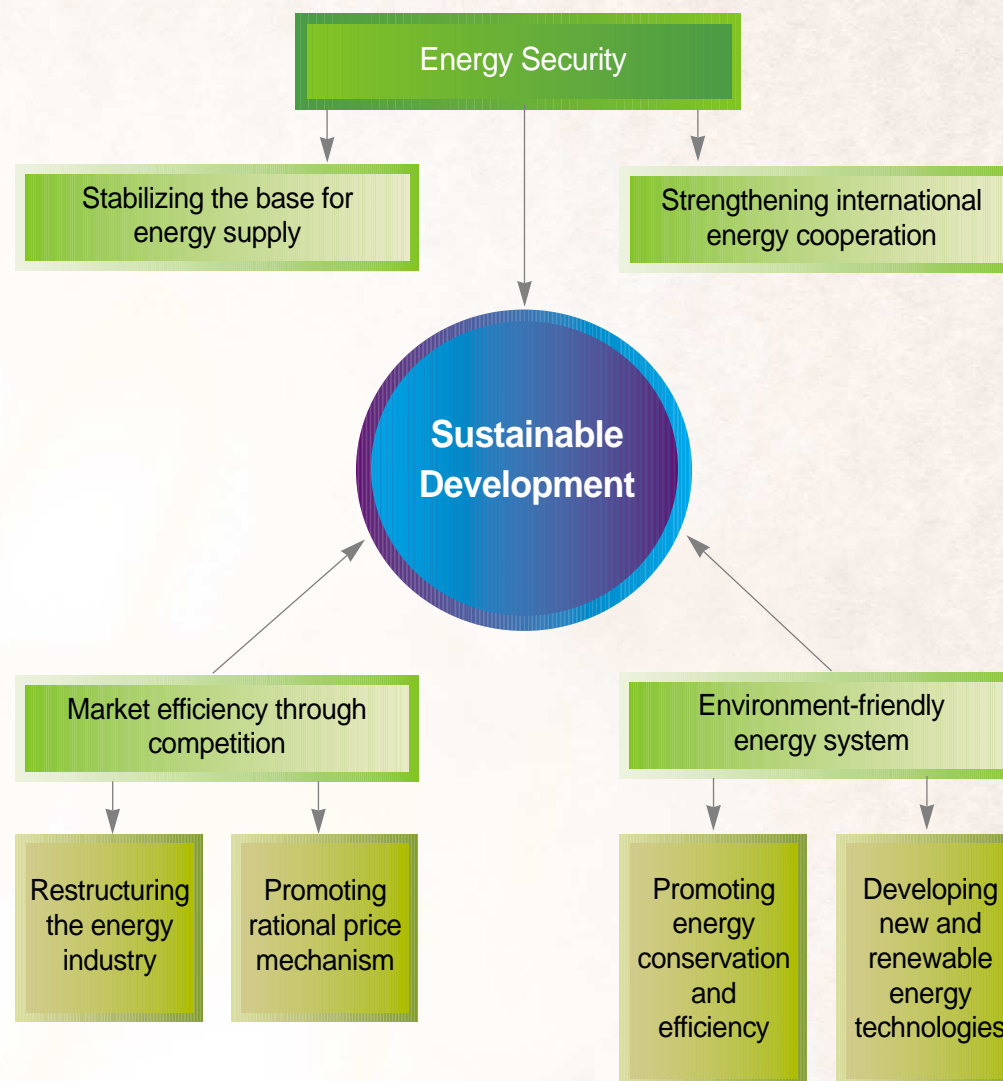 Energy Security
Stabilizing the base for
energy supply
Strengthening international
energy cooperation
Sustainable
Development
Market efficiency through
competition
Environment-friendly
energy system
Restructuring
the energy
industry
Promoting
rational price
mechanism
Promoting
energy
conservation
and
efficiency
Developing
new and
renewable
energy
technologies